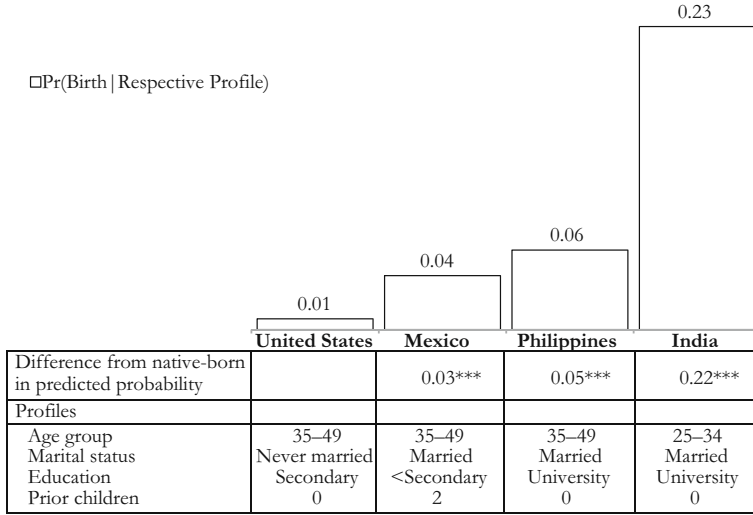 0.23
□Pr(Birth|Respective Profile)
0.06
0.04
0.01
United States Mexico Philippines India
Difference from native-born
in predicted probability 0.03*** 0.05*** 0.22***
Profiles
Age group 35–49 35–49 35–49 25–34
Marital status Never married Married Married Married
Education Secondary <Secondary University University
Prior children 0 2 0 0